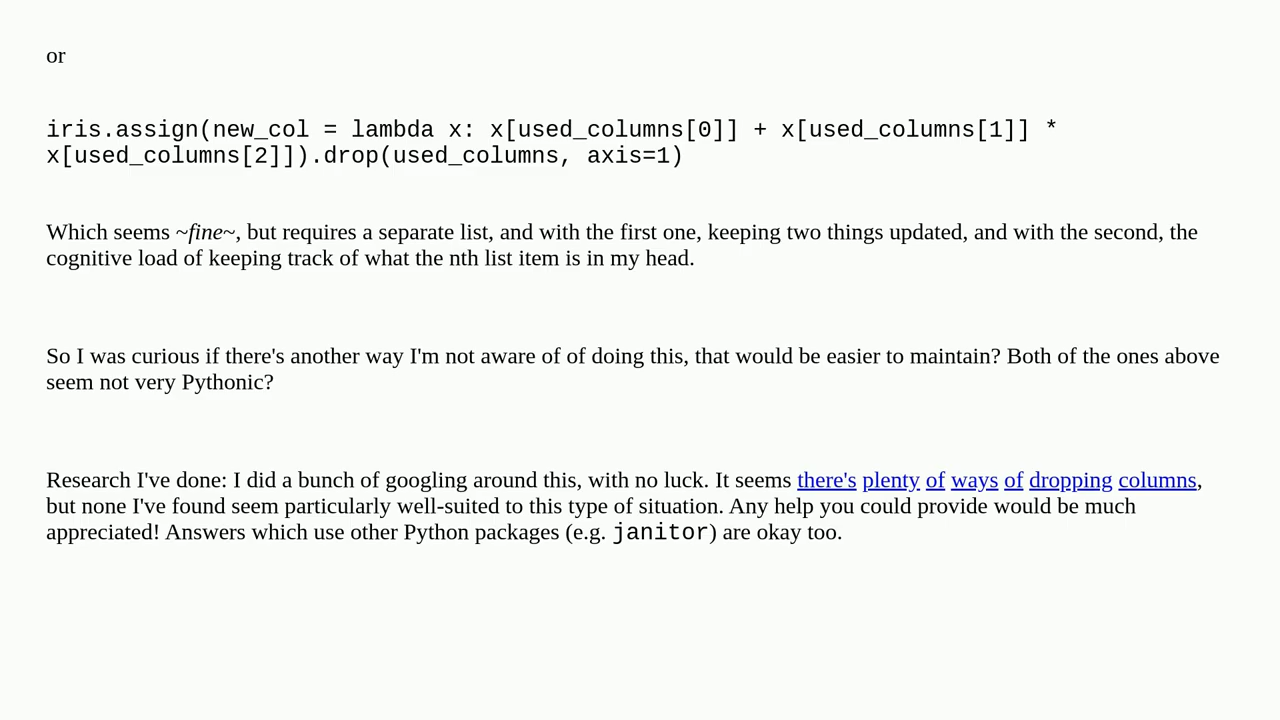 or
iris.assign(new_col = lambda x: x[used_columns[0]] + x[used_columns[1]] *
x[used_columns[2]]).drop(used_columns, axis=1)
Which seems ~fine~, but requires a separate list, and with the first one, keeping two things updated, and with the second, the
cognitive load of keeping track of what the nth list item is in my head.
So I was curious if there's another way I'm not aware of of doing this, that would be easier to maintain? Both of the ones above
seem not very Pythonic?
Research I've done: I did a bunch of googling around this, with no luck. It seems there's plenty of ways of dropping columns,
but none I've found seem particularly well-suited to this type of situation. Any help you could provide would be much
appreciated! Answers which use other Python packages (e.g. janitor) are okay too.